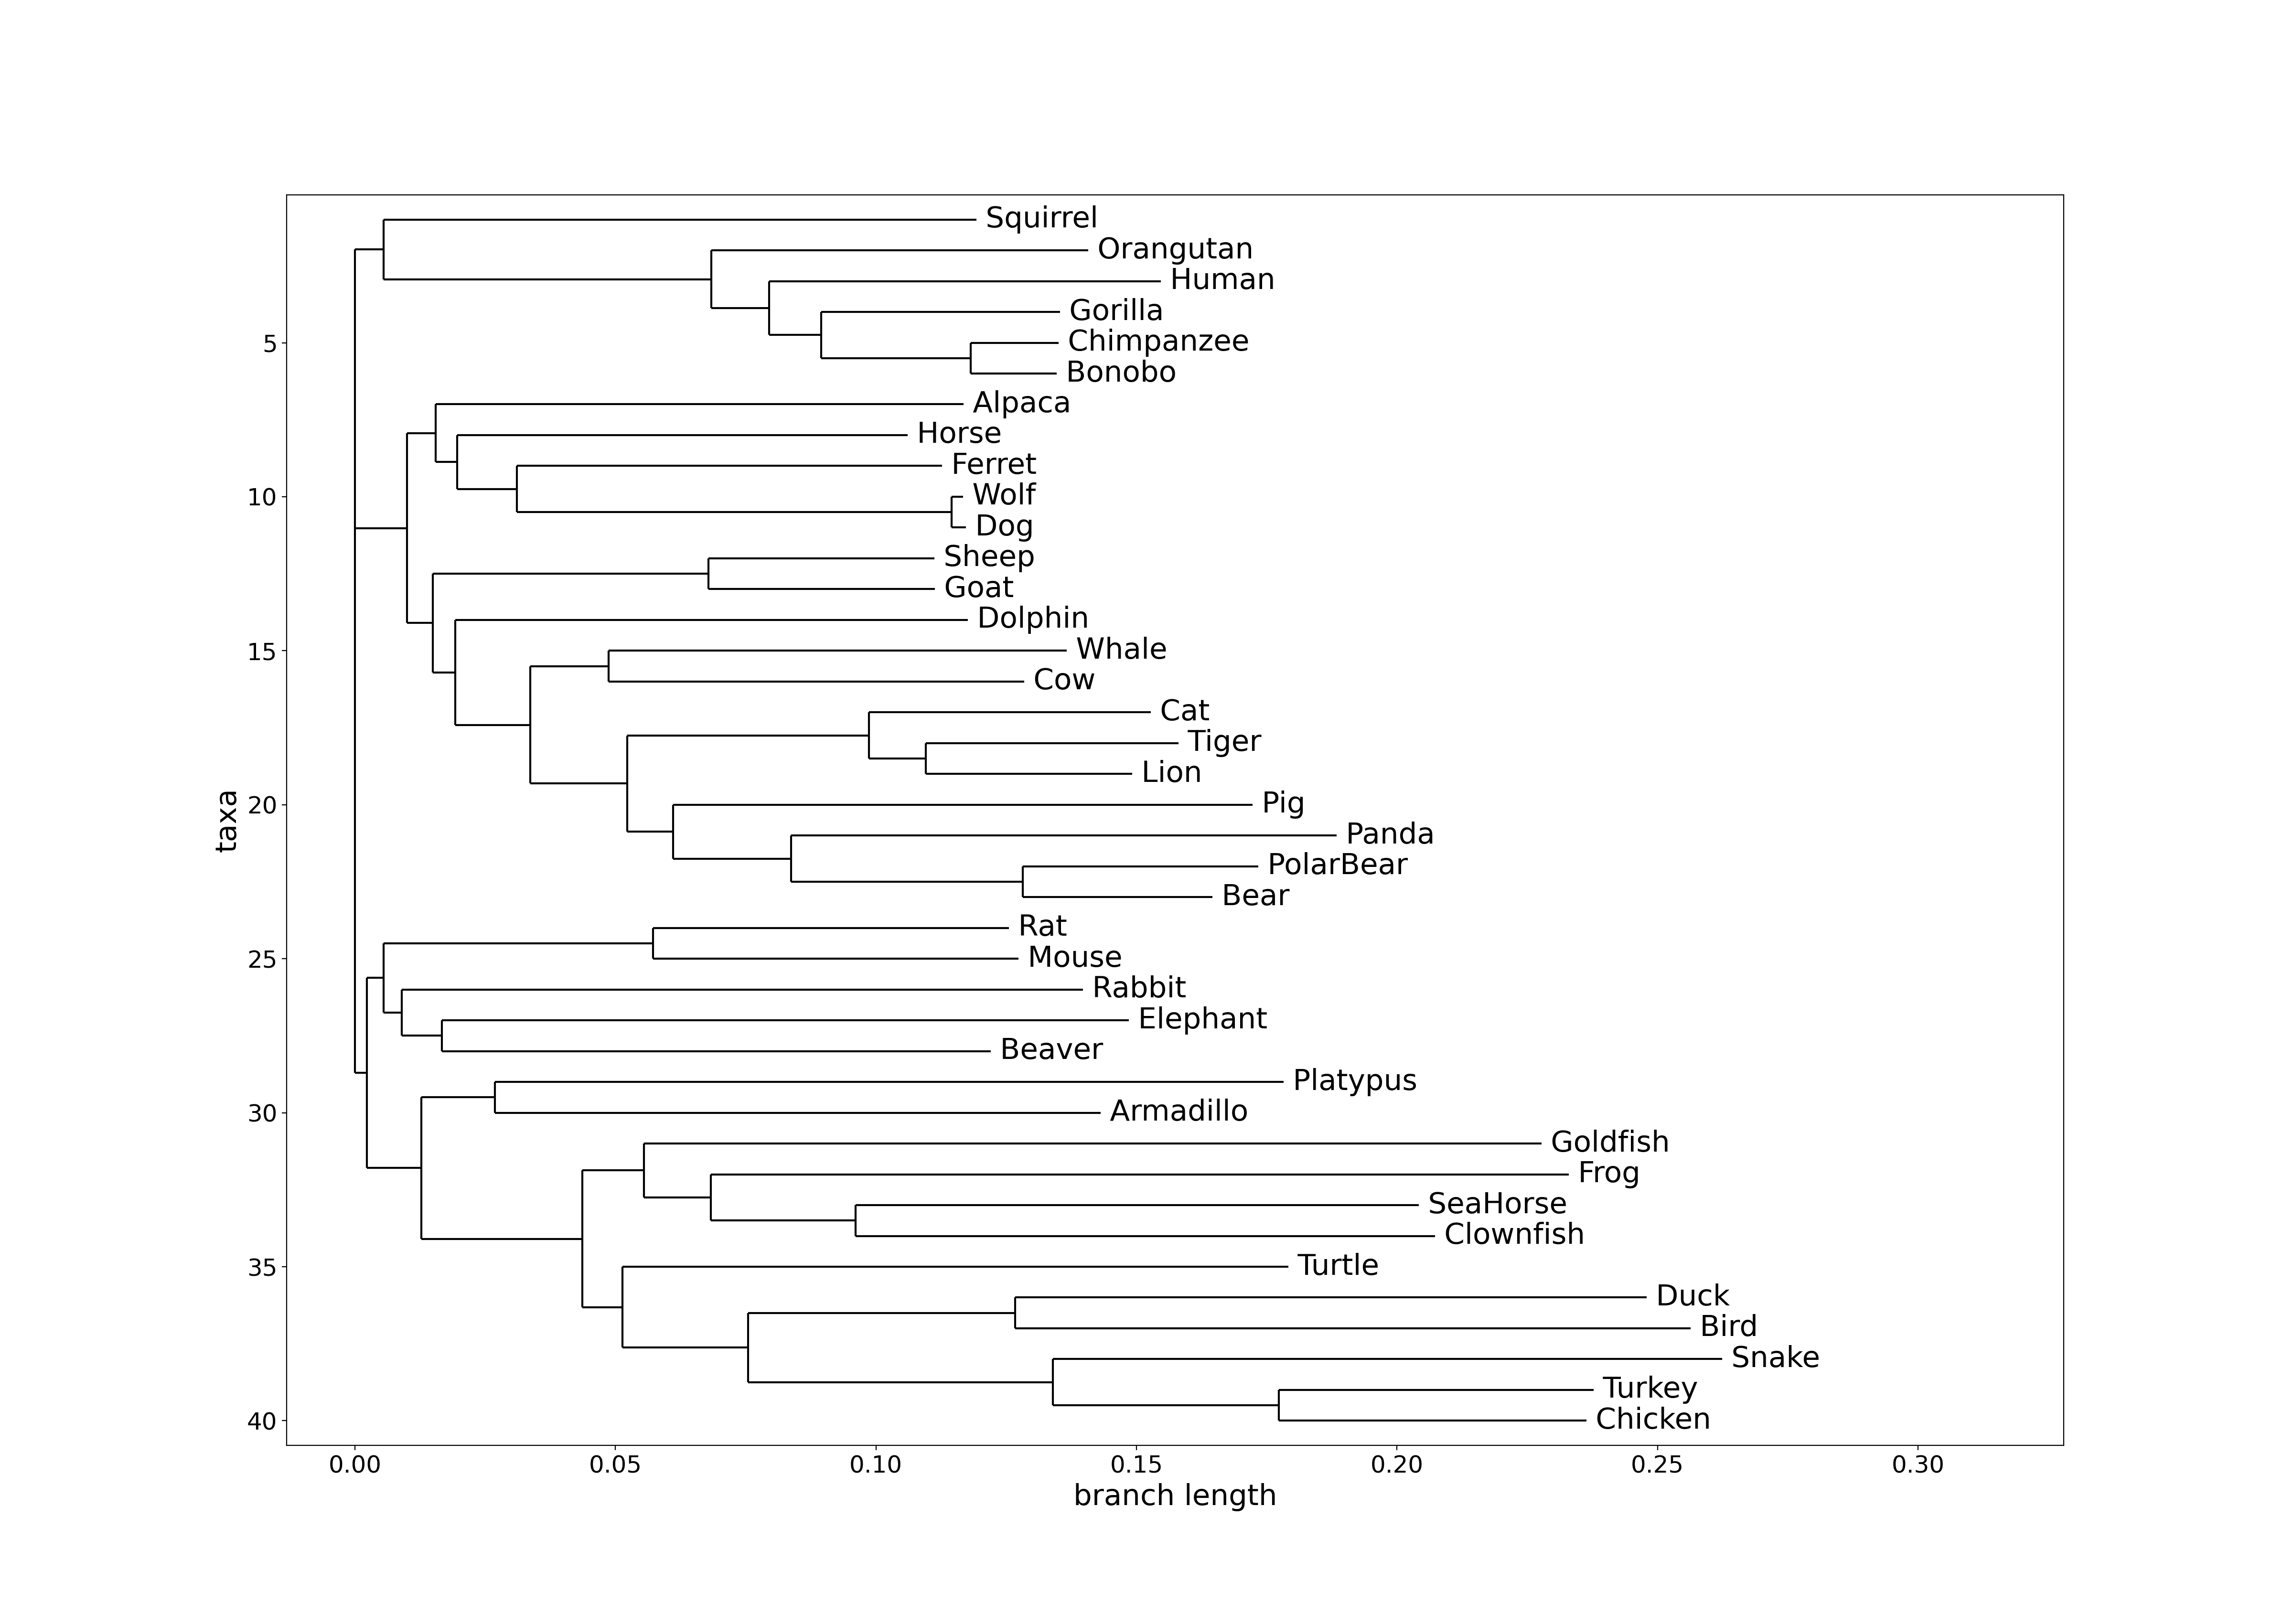 Squirrel
Orangutan
Human
Gorilla
5
Chimpanzee
Bonobo
Alpaca
Horse
Ferret
10
Wolf
Dog
Sheep
Goat
Dolphin
15
Whale
Cow
Cat
Tiger
Lion
taxa
20
Pig
Panda
PolarBear
Bear
Rat
25
Mouse
Rabbit
Elephant
Beaver
Platypus
30
Armadillo
Goldfish
Frog
SeaHorse
Clownfish
35
Turtle
Duck
Bird
Snake
Turkey
40
Chicken
0.00 0.05 0.10 0.15 0.20 0.25 0.30
branch length